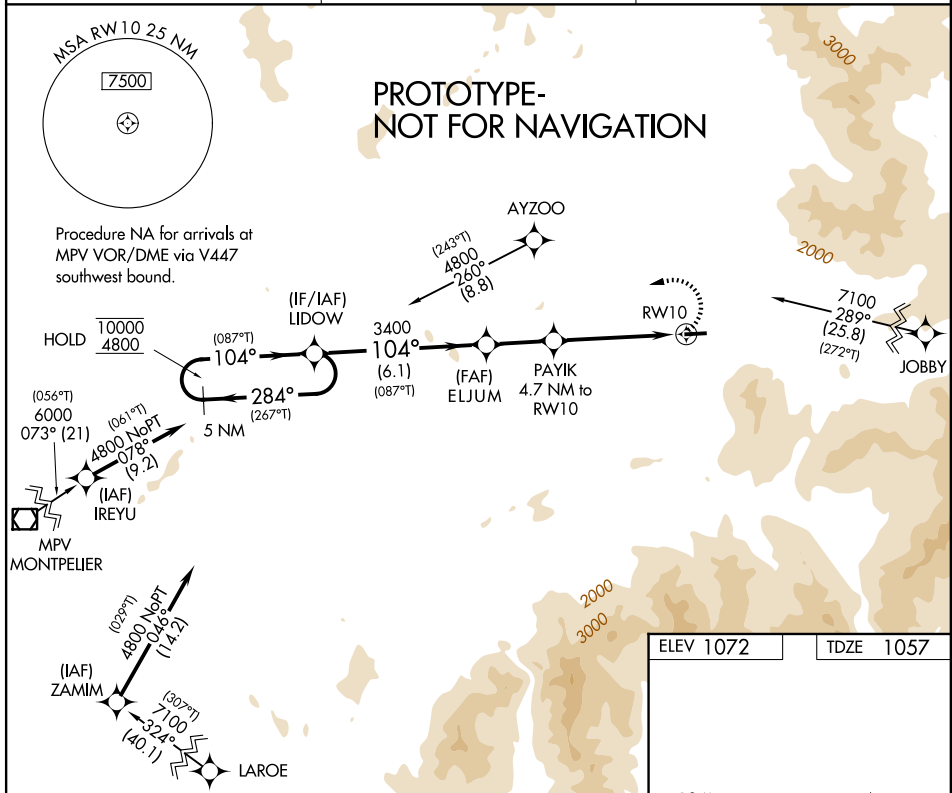 MSA RW10 25 NM
7500
PROTOTYPE-
NOT FOR NAVIGATION
3000
Procedure NA for arrivals at
MPV VOR/DME via V447
southwest bound.
AYZOO
(243°T)
4800
260°
(8.8)
2000
HOLD
10000
4800
(IF/IAF)
LIDOW
(087°T)
104°
284°
(267°T)
5 NM
3400
104°
(6.1)
(087°T)
(FAF)
ELJUM
PAYIK
4.7 NM to
RW10
RW10
7100
289°
(25.8)
(272°T)
JOBBY
(056°T)
6000
073° (21)
(061°T)
4800 NoPT
078°
(9.2)
(IAF)
IREYU
MPV
MONTPELIER
(029°T)
4800 NoPT
046°
(14.2)
(IAF)
ZAMIM
(307°T)
7100
324°
(40.1)
LAROE
2000
3000
ELEV 1072
TDZE 1057